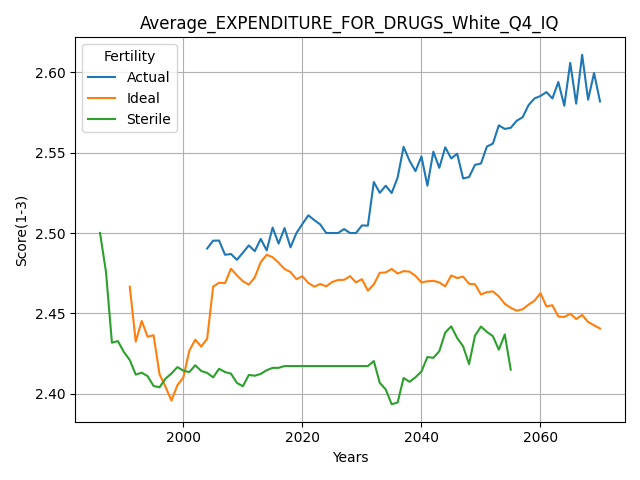 Average_EXPENDITURE_FOR_DRUGS_White_Q4_IQ
Fertility
Actual
Ideal
Sterile
Score(1-3)
2.60
2.55
2.50
2.45
2.40
2000 2020 2040 2060
Years